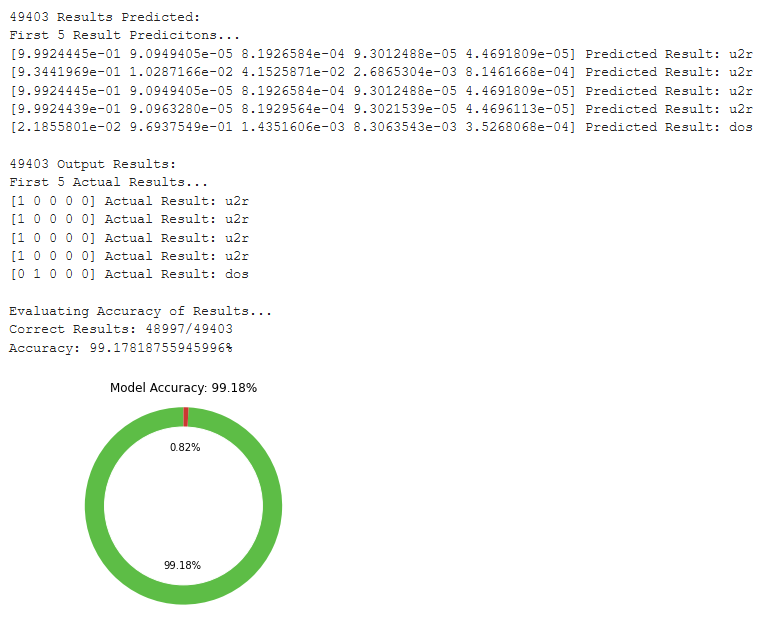 49403 Results Predicted:
First 5 Result Predicitons...
[9.9924445e-01 9.0949405e-05 8.1926584e-04 9.3012488e-05 4.4691809e-05] Predicted Result: u2r
[9.3441969e-01 1.0287166e-02 4.1525871e-02 2.6865304e-03 8.1461668e-04] Predicted Result: u2r
[9.9924445e-01 9.0949405e-05 8.1926584e-04 9.3012488e-05 4.4691809e-05] Predicted Result: u2r
[9.9924439e-01 9.0963280e-05 8.1929564e-04 9.3021539e-05 4.4696113e-05] Predicted Result: u2r
[2.1855801e-02 9.6937549e-01 1.4351606e-03 8.3063543e-03 3.5268068e-04] Predicted Result: dos
49403 Output Results:
First 5 Actual Results...
[1 0 0 0 0] Actual Result: u2r
[1 0 0 0 0] Actual Result: u2r
[1 0 0 0 0] Actual Result: u2r
[1 0 0 0 0] Actual Result: u2r
[0 1 0 0 0] Actual Result: dos
Evaluating Accuracy of Results...
Correct Results: 48997/49403
Accuracy: 99.17818755945996%
Model Accuracy: 99.18%
0.82%
99.18%